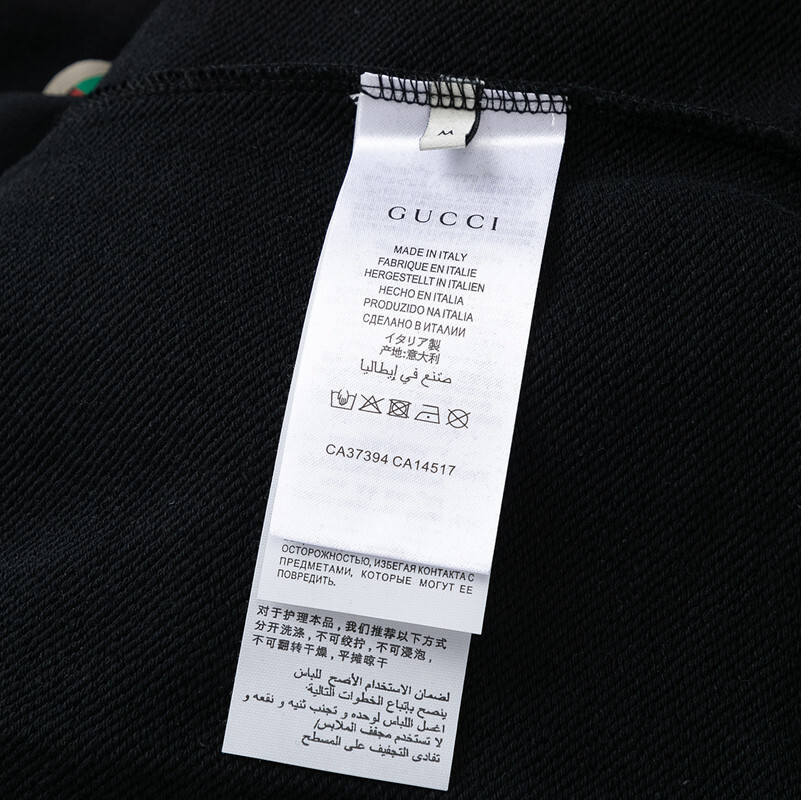 M
GUCCI
MADE IN ITALY
FABRIQUE EN ITALIE
HERGESTELLT IN ITALIEN
HECHO EN ITALIA
PRODUZIDO NA ITALIA
СДЕЛАНО В ИТАЛИИ
イタリア製
产地:意大利
صنع في إيطاليا
CA37394 CA14517
ОСТОРОЖНОСТЬЮ, ИЗБЕГАЯ КОНТАКТА С
ПРЕДМЕТАМИ, КОТОРЫЕ МОГУТ ЕЕ
ПОВРЕДИТЬ.
对于护理本品，我们推荐以下方式
分开洗涤，不可绞拧，不可浸泡，
不可翻转干燥，平摊晾干
لضمان الاستخدام الأصح للباس
ينصح بإتباع الخطوات التالية:
اغسل اللباس لوحده و تجنب ثنيه و نقعه و
لا تستخدم مجفف الملابس/
تفادى التجفيف على المسطح